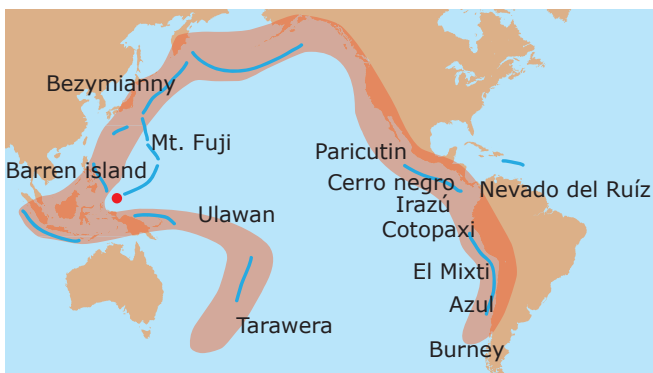 Bezymianny
Mt. Fuji
Barren island
Ulawan
Tarawera
Paricutin
Cerro negro
Irazú
Nevado del Ruíz
Cotopaxi
El Mixti
Azul
Burney